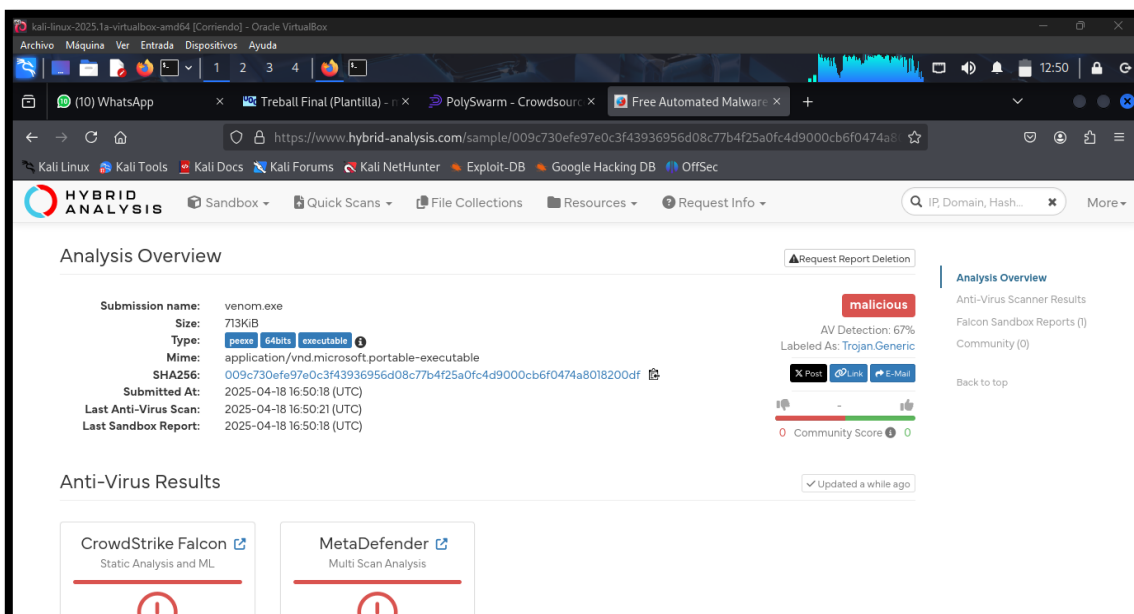 kali-linux-2025.1a-virtualbox-amd64 [Corriendo] - Oracle VirtualBox
Archivo Máquina Ver Entrada Dispositivos Ayuda
1 2 3 4 12:50
(10) WhatsApp Treball Final (Plantilla) - PolySwarm - Crowdsourc Free Automated Malware
https://www.hybrid-analysis.com/sample/009c730efe97e0c3f43936956d08c77b4f25a0fc4d9000cb6f0474a8
Kali Linux Kali Tools Kali Docs Kali Forums Kali NetHunter Exploit-DB Google Hacking DB OffSec
HYBRID ANALYSIS Sandbox Quick Scans File Collections Resources Request Info IP, Domain, Hash... More
Analysis Overview
Request Report Deletion
Submission name: venom.exe
Size: 713KiB
Type: peexe 64bits executable
Mime: application/vnd.microsoft.portable-executable
SHA256: 009c730efe97e0c3f43936956d08c77b4f25a0fc4d9000cb6f0474a8018200df
Submitted At: 2025-04-18 16:50:18 (UTC)
Last Anti-Virus Scan: 2025-04-18 16:50:21 (UTC)
Last Sandbox Report: 2025-04-18 16:50:18 (UTC)
malicious
AV Detection: 67%
Labeled As: Trojan.Generic
X Post Link E-Mail
-
0 Community Score 0
Analysis Overview
Anti-Virus Scanner Results
Falcon Sandbox Reports (1)
Community (0)
Back to top
Anti-Virus Results
Updated a while ago
CrowdStrike Falcon
Static Analysis and ML
MetaDefender
Multi Scan Analysis